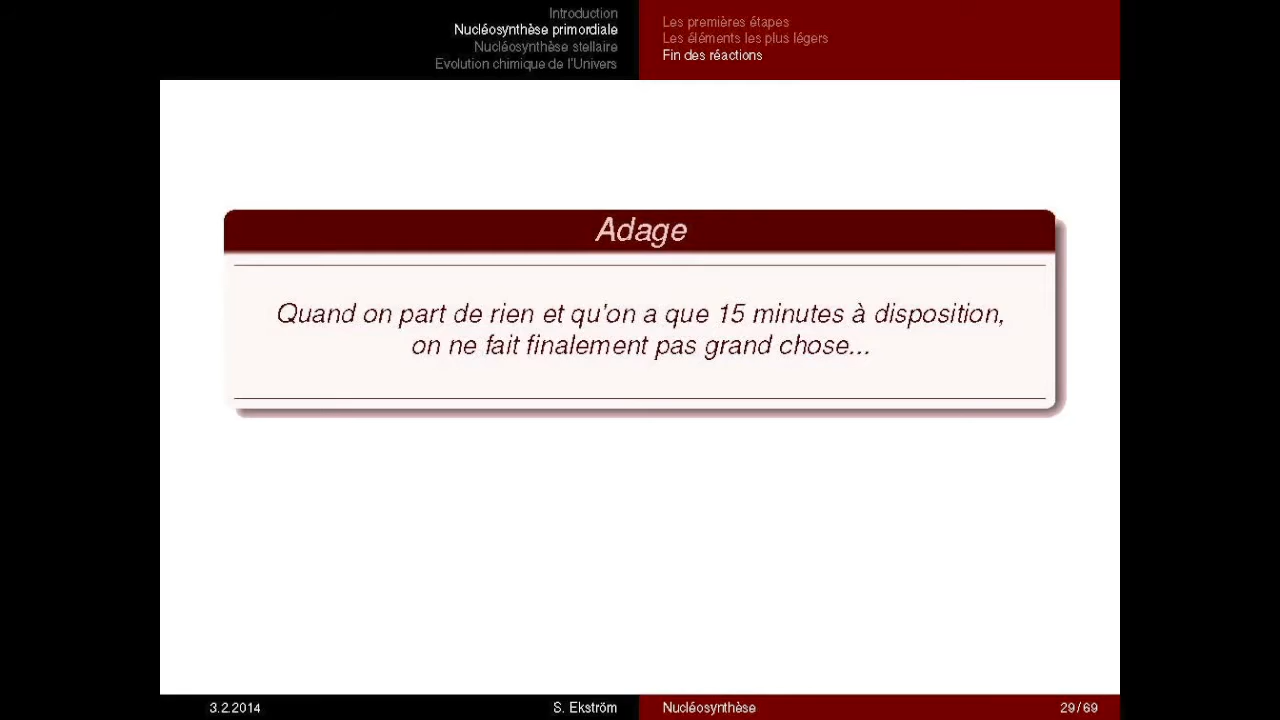 Introduction
Nucléosynthèse primordiale
Nucléosynthèse stellaire
Evolution chimique de l'Univers
Les premières étapes
Les éléments les plus légers
Fin des réactions
Adage
Quand on part de rien et qu'on a que 15 minutes à disposition,
on ne fait finalement pas grand chose...
3.2.2014
S. Ekström
Nucléosynthèse
29/69